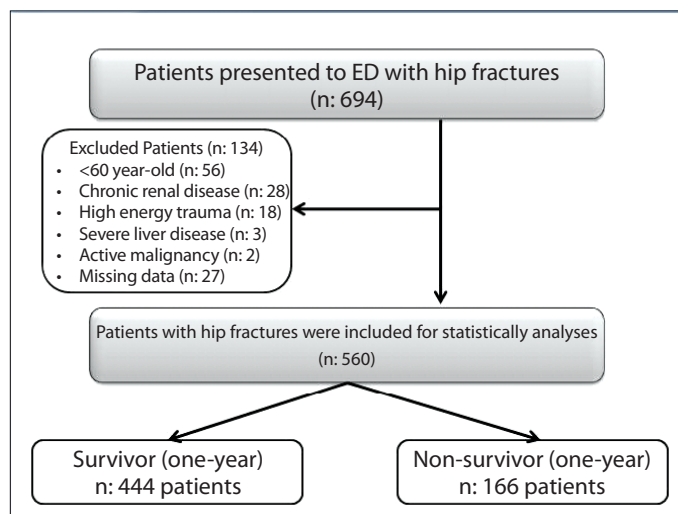 Patients presented to ED with hip fractures
(n: 694)
Excluded Patients (n: 134)
• <60 year-old (n: 56)
• Chronic renal disease (n: 28)
• High energy trauma (n: 18)
• Severe liver disease (n: 3)
• Active malignancy (n: 2)
• Missing data (n: 27)
Patients with hip fractures were included for statistically analyses
(n: 560)
Survivor (one-year)
n: 444 patients
Non-survivor (one-year)
n: 166 patients